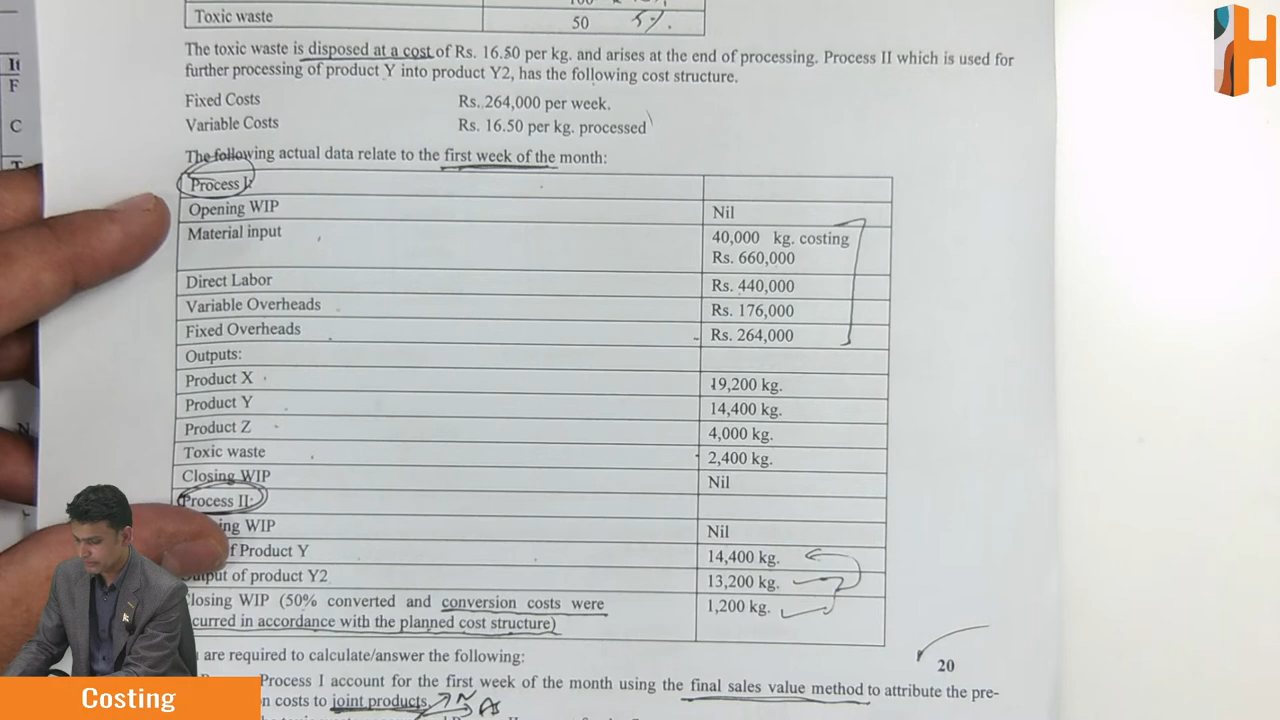 Toxic waste
50 5%.
The toxic waste is disposed at a cost of Rs. 16.50 per kg. and arises at the end of processing. Process II which is used for
further processing of product Y into product Y2, has the following cost structure.
Fixed Costs Rs. 264,000 per week.
Variable Costs Rs. 16.50 per kg. processed
The following actual data relate to the first week of the month:
Process I:
Opening WIP Nil
Material input 40,000 kg. costing
Rs. 660,000
Direct Labor Rs. 440,000
Variable Overheads Rs. 176,000
Fixed Overheads Rs. 264,000
Outputs:
Product X 19,200 kg.
Product Y 14,400 kg.
Product Z 4,000 kg.
Toxic waste 2,400 kg.
Closing WIP Nil
Process II:
ing WIP Nil
f Product Y 14,400 kg.
utput of product Y2 13,200 kg.
losing WIP (50% converted and conversion costs were 1,200 kg.
curred in accordance with the planned cost structure)
are required to calculate/answer the following:
20
Process I account for the first week of the month using the final sales value method to attribute the pre-
n costs to joint products.
Costing
H